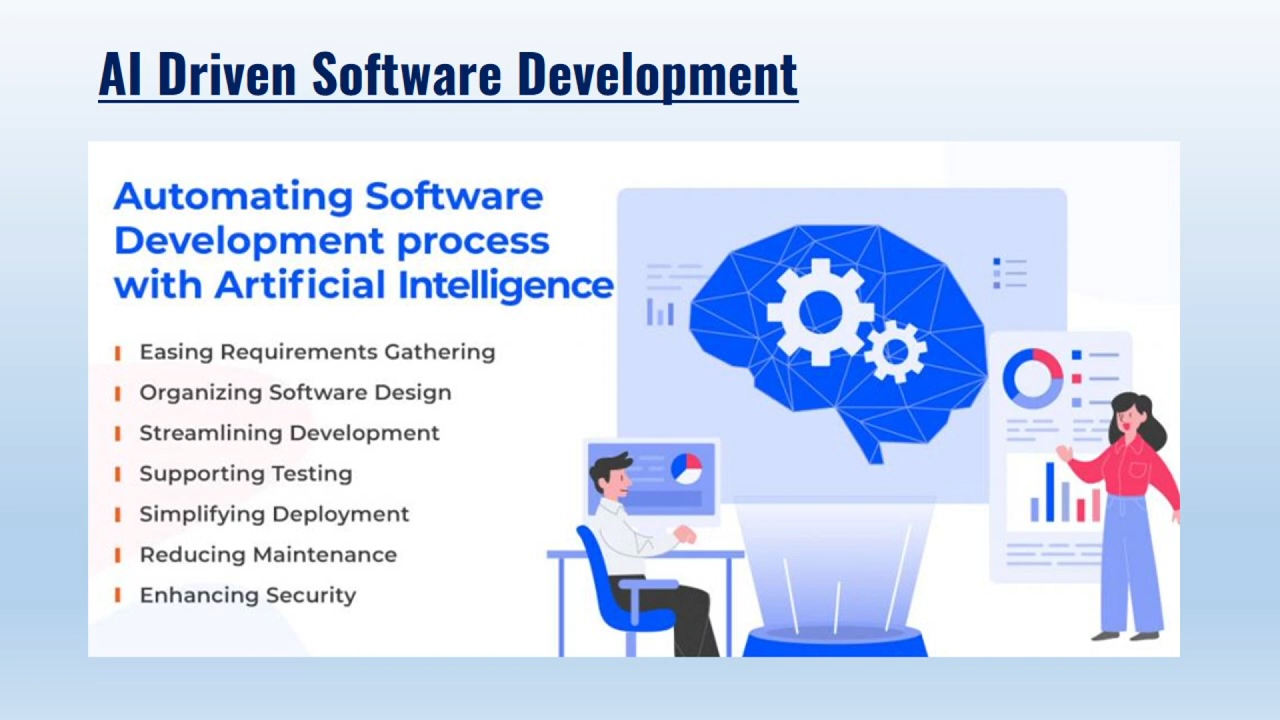 AI Driven Software Development
Automating Software
Development process
with Artificial Intelligence
Easing Requirements Gathering
Organizing Software Design
Streamlining Development
Supporting Testing
Simplifying Deployment
Reducing Maintenance
Enhancing Security